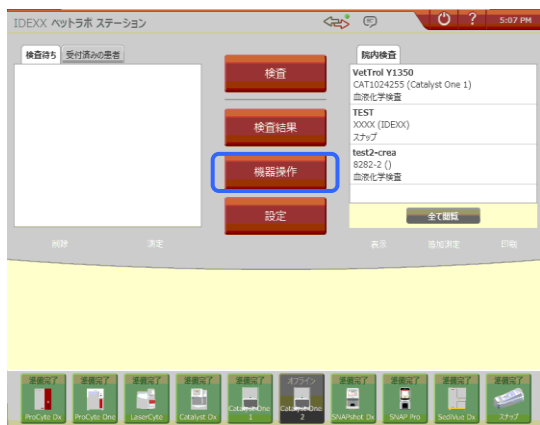 IDEXX ペットラボ ステーション
? 5:07 PM
検査待ち 受付済みの患者
検査
検査結果
機器操作
設定
院内検査
VetTrol Y1350
CAT1024255 (Catalyst One 1)
血液化学検査
TEST
XXXX (IDEXX)
スナップ
test2-crea
8282-2 ()
血液化学検査
全て閲覧
削除 測定
表示 追加測定 印刷
準備完了 準備完了 準備完了 準備完了 準備完了 オフライン 準備完了 準備完了 準備完了 準備完了
ProCyte Dx ProCyte One LaserCyte Catalyst Dx Catalyst One 1 Catalyst One 2 SNAPshot Dx SNAP Pro SediVue Dx スナップ